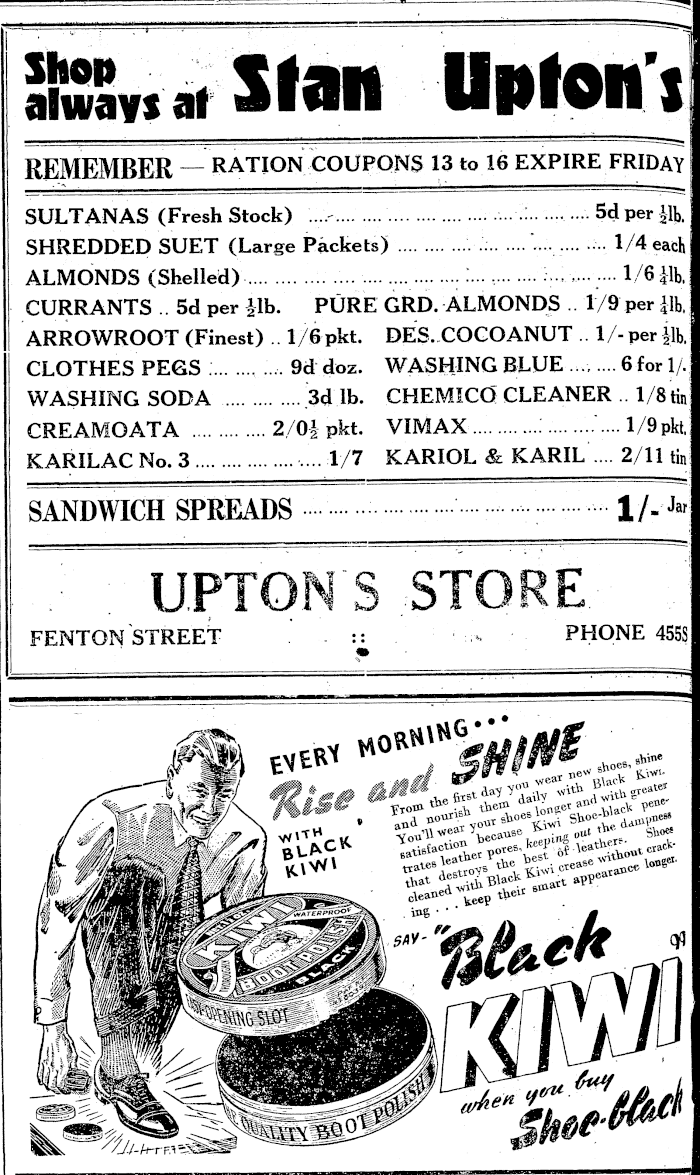 Shop
always at Stan Upton's
REMEMBER — RATION COUPONS 13 to 16 EXPIRE FRIDAY
SULTANAS (Fresh Stock) .... .... .... .... .... .... .... .... 5d per ½lb.
SHREDDED SUET (Large Packets) .... .... .... .... .... 1/4 each
ALMONDS (Shelled) .... .... .... .... .... .... .... .... 1/6 ¼lb.
CURRANTS .. 5d per ½lb. PURE GRD. ALMONDS .. 1/9 per ¼lb.
ARROWROOT (Finest) .. 1/6 pkt. DES. COCOANUT .. 1/- per ½lb.
CLOTHES PEGS .... .... .... 9d doz. WASHING BLUE .... .... 6 for 1/-
WASHING SODA .... .... .... 3d lb. CHEMICO CLEANER .. 1/8 tin
CREAMOATA .... .... .... 2/0½ pkt. VIMAX .... .... .... .... 1/9 pkt.
KARILAC No. 3 .... .... .... .... 1/7 KARIOL & KARIL .... 2/11 tin
SANDWICH SPREADS .... .... .... .... .... .... .... 1/- Jar
UPTON'S STORE
FENTON STREET :: PHONE 455S
EVERY MORNING...
Rise and SHINE
WITH
BLACK
KIWI
From the first day you wear new shoes, shine
and nourish them daily with Black Kiwi.
You'll wear your shoes longer and with greater
satisfaction because Kiwi Shoe-black pene-
trates leather pores, keeping out the dampness
that destroys the best of leathers. Shoes
cleaned with Black Kiwi crease without crack-
ing . . . keep their smart appearance longer.
KIWI
WATERPROOF
BOOT POLISH
BLACK
EASY-OPENING SLOT
QUALITY BOOT POLISH
SAY-"Black
KIWI"
when you buy
Shoe-black